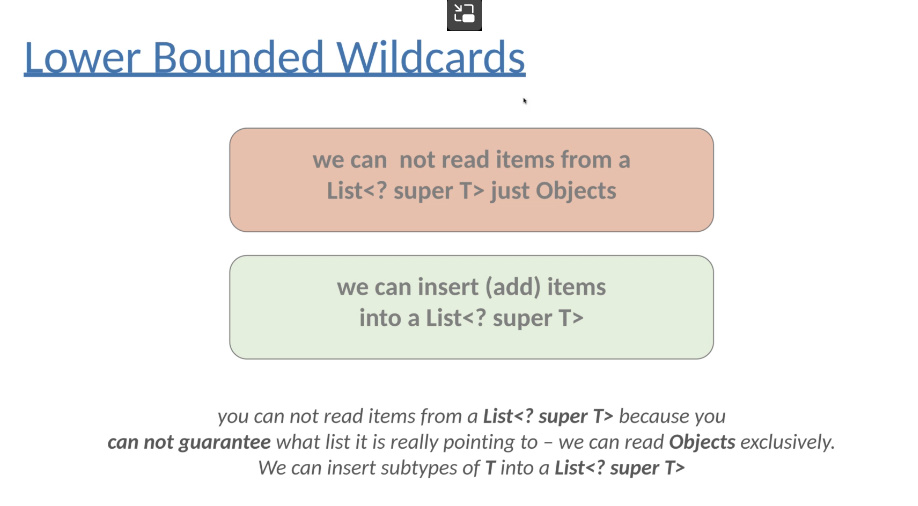 Lower Bounded Wildcards
we can  not read items from a
List<? super T> just Objects
we can insert (add) items
into a List<? super T>
you can not read items from a List<? super T> because you
can not guarantee what list it is really pointing to – we can read Objects exclusively.
We can insert subtypes of T into a List<? super T>